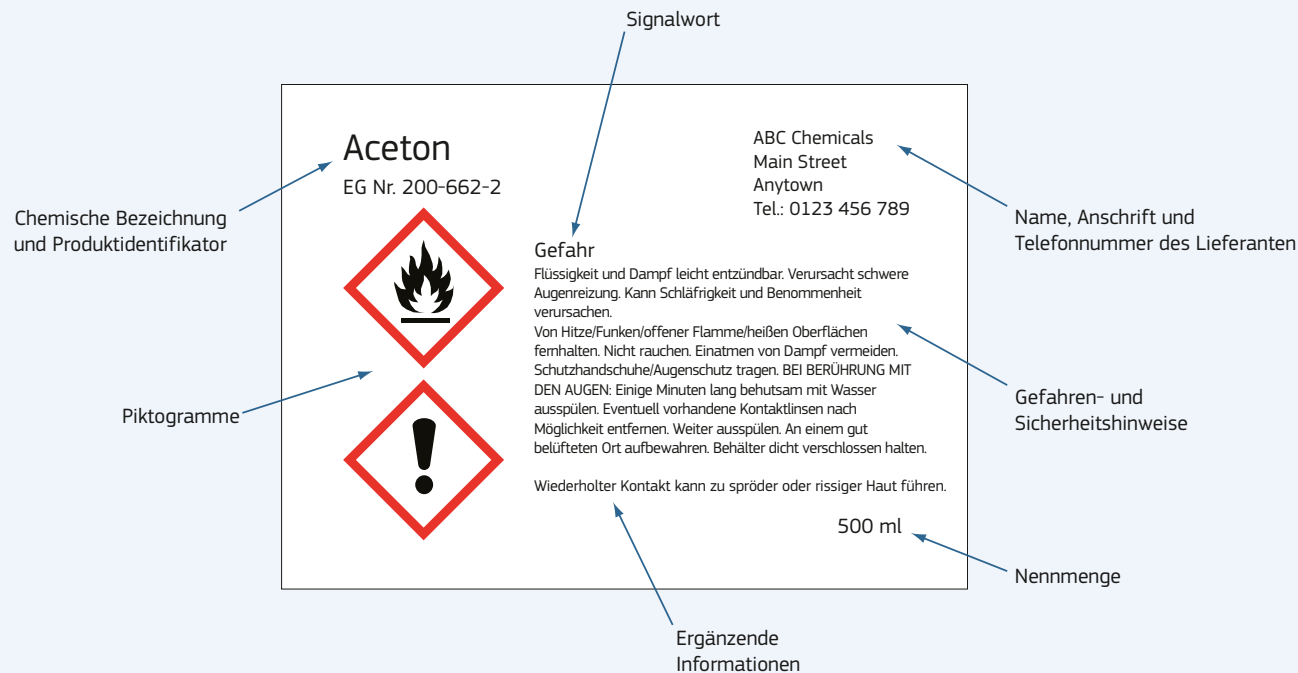 Signalwort
Aceton
EG Nr. 200-662-2
ABC Chemicals
Main Street
Anytown
Tel.: 0123 456 789
Chemische Bezeichnung
und Produktidentifikator
Name, Anschrift und
Telefonnummer des Lieferanten
Gefahr
Flüssigkeit und Dampf leicht entzündbar. Verursacht schwere
Augenreizung. Kann Schläfrigkeit und Benommenheit
verursachen.
Von Hitze/Funken/offener Flamme/heißen Oberflächen
fernhalten. Nicht rauchen. Einatmen von Dampf vermeiden.
Schutzhandschuhe/Augenschutz tragen. BEI BERÜHRUNG MIT
DEN AUGEN: Einige Minuten lang behutsam mit Wasser
ausspülen. Eventuell vorhandene Kontaktlinsen nach
Möglichkeit entfernen. Weiter ausspülen. An einem gut
belüfteten Ort aufbewahren. Behälter dicht verschlossen halten.
Piktogramme
Gefahren- und
Sicherheitshinweise
Wiederholter Kontakt kann zu spröder oder rissiger Haut führen.
500 ml
Nennmenge
Ergänzende
Informationen